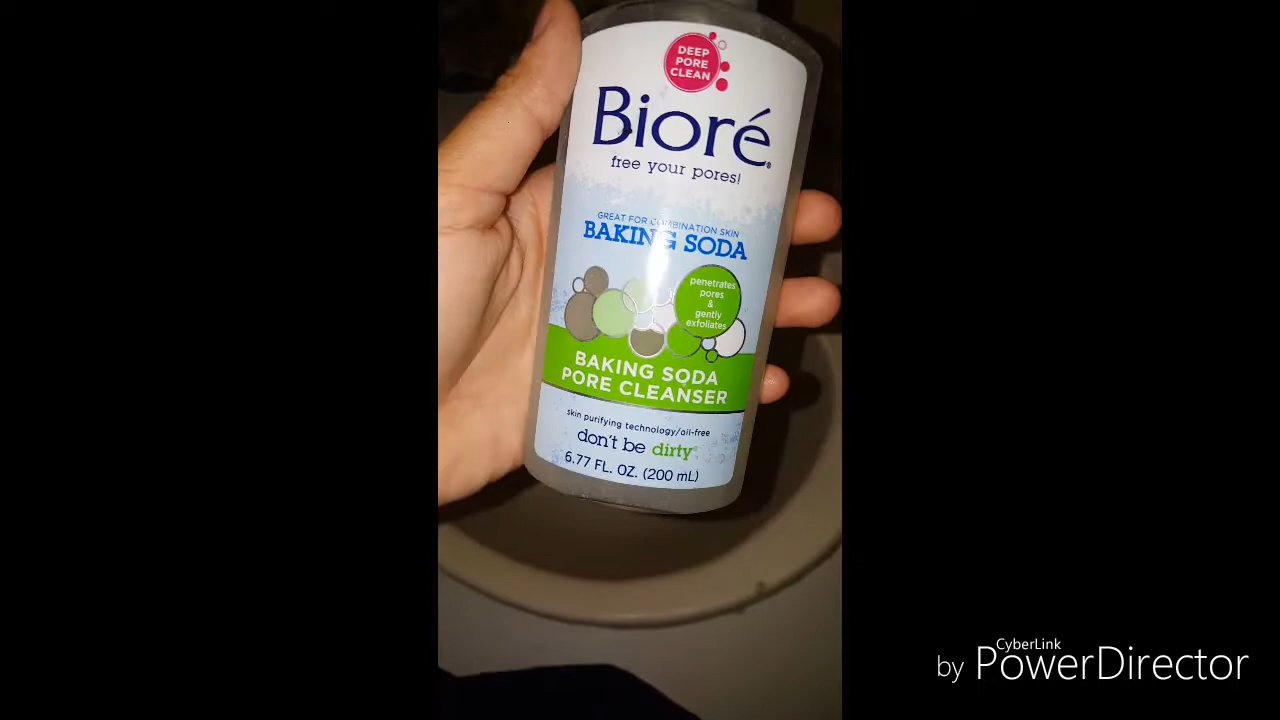 DEEP
PORE
CLEAN
Bioré®
free your pores!
GREAT FOR COMBINATION SKIN
BAKING SODA
penetrates
pores
&
gently
exfoliates
BAKING SODA
PORE CLEANSER
skin purifying technology/oil-free
don't be dirty
6.77 FL. OZ. (200 mL)
CyberLink
by PowerDirector